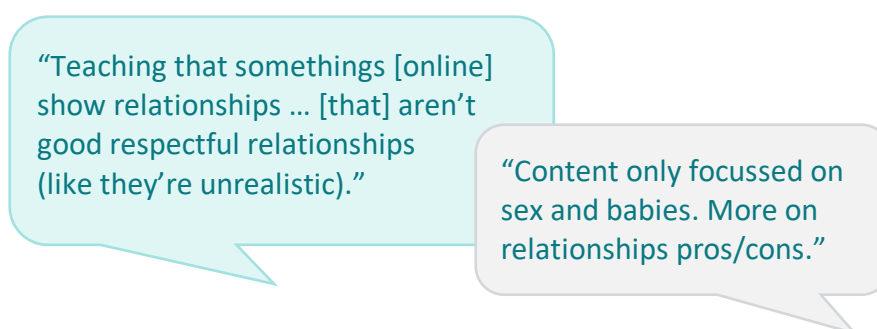 “Teaching that somethings [online]
show relationships … [that] aren’t
good respectful relationships
(like they’re unrealistic).”
“Content only focussed on
sex and babies. More on
relationships pros/cons.”